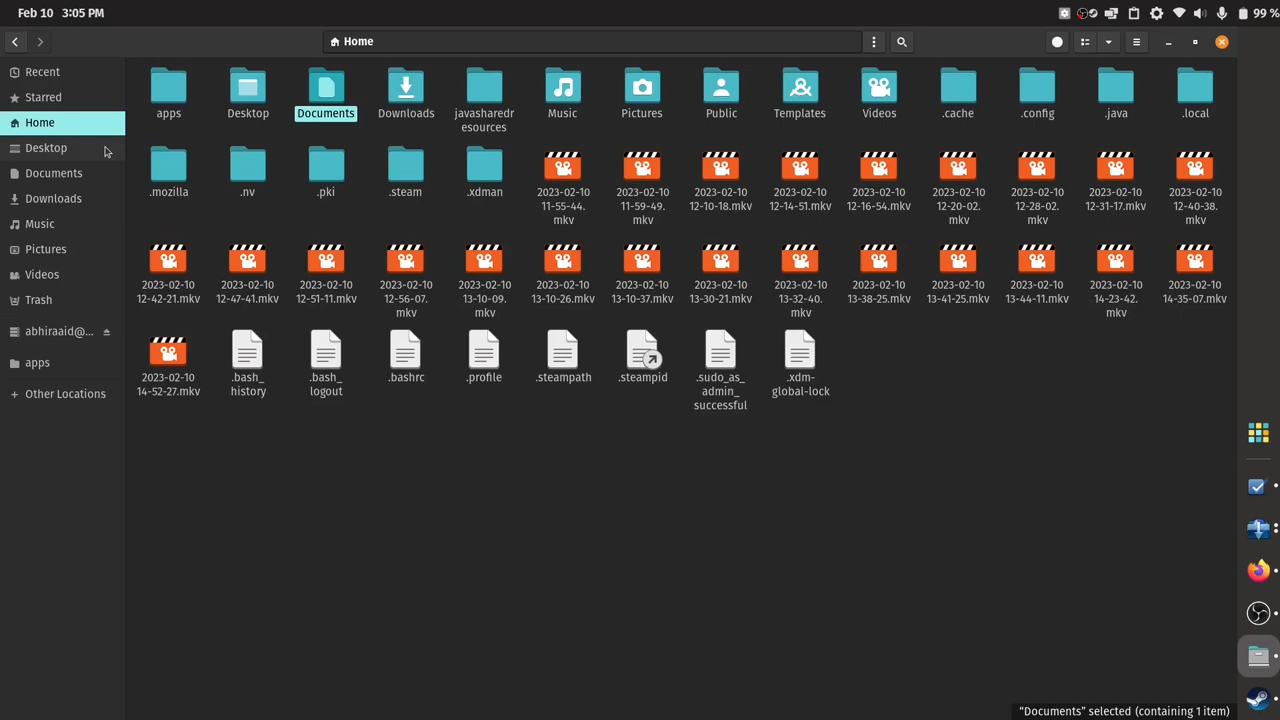 Feb 10 3:05 PM
99 %
Home
Recent
Starred
Home
Desktop
Documents
Downloads
Music
Pictures
Videos
Trash
abhiraaid@...
apps
Other Locations
apps
Desktop
Documents
Downloads
javasharedr
esources
Music
Pictures
Public
Templates
Videos
.cache
.config
.java
.local
.mozilla
.nv
.pki
.steam
.xdman
2023-02-10
11-55-44.
mkv
2023-02-10
11-59-49.
mkv
2023-02-10
12-10-18.mkv
2023-02-10
12-14-51.mkv
2023-02-10
12-16-54.mkv
2023-02-10
12-20-02.
mkv
2023-02-10
12-28-02.
mkv
2023-02-10
12-31-17.mkv
2023-02-10
12-40-38.
mkv
2023-02-10
12-42-21.mkv
2023-02-10
12-47-41.mkv
2023-02-10
12-51-11.mkv
2023-02-10
12-56-07.
mkv
2023-02-10
13-10-09.
mkv
2023-02-10
13-10-26.mkv
2023-02-10
13-10-37.mkv
2023-02-10
13-30-21.mkv
2023-02-10
13-32-40.
mkv
2023-02-10
13-38-25.mkv
2023-02-10
13-41-25.mkv
2023-02-10
13-44-11.mkv
2023-02-10
14-23-42.
mkv
2023-02-10
14-35-07.mkv
2023-02-10
14-52-27.mkv
.bash_
history
.bash_
logout
.bashrc
.profile
.steampath
.steampid
.sudo_as_
admin_
successful
.xdm-
global-lock
“Documents” selected (containing 1 item)